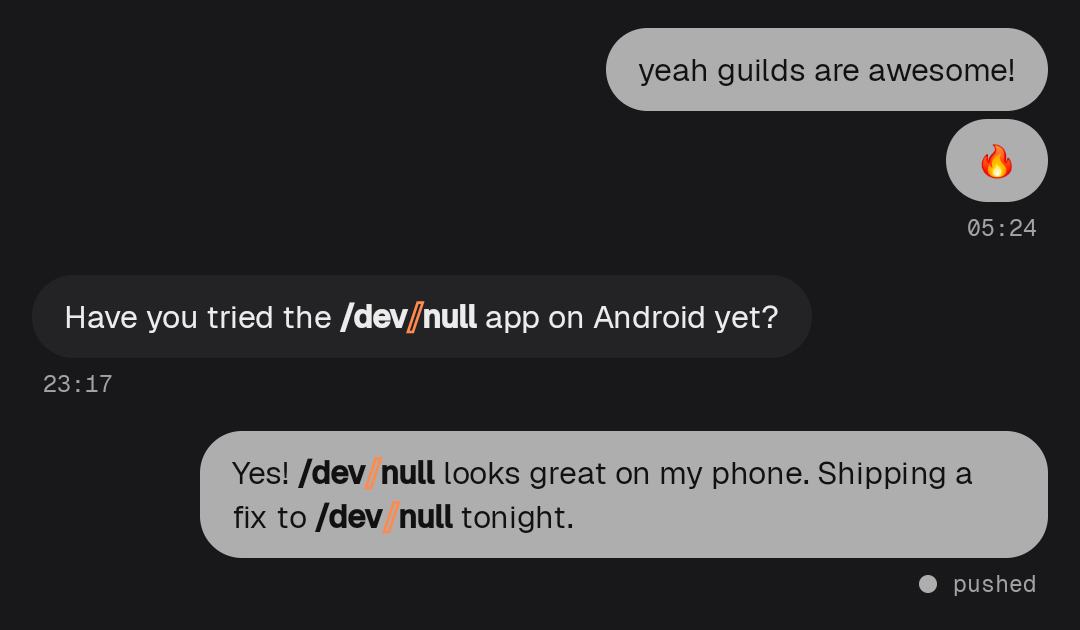 yeah guilds are awesome!
🔥
05:24
Have you tried the /dev//null app on Android yet?
23:17
Yes! /dev//null looks great on my phone. Shipping a
fix to /dev//null tonight.
pushed